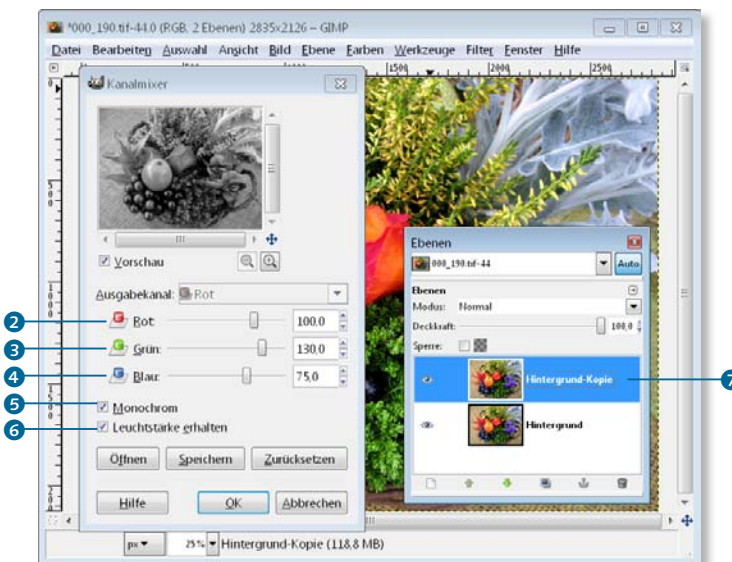 *000_190.tif-44.0 (RGB, 2 Ebenen) 2835x2126 – GIMP
Datei Bearbeiten Auswahl Ansicht Bild Ebene Farben Werkzeuge Filter Fenster Hilfe
1500 2000 2500
Kanalmixer
Vorschau
Ausgabekanal: Rot
2 Rot: 100,0
3 Grün: 130,0
4 Blau: 75,0
5 Monochrom
6 Leuchtstärke erhalten
Öffnen Speichern Zurücksetzen
Hilfe OK Abbrechen
Ebenen
000_190.tif-44 Auto
Ebenen
Modus: Normal
Deckkraft: 100,0
Sperre:
Hintergrund-Kopie 7
Hintergrund
px 25% Hintergrund-Kopie (118,8 MB)